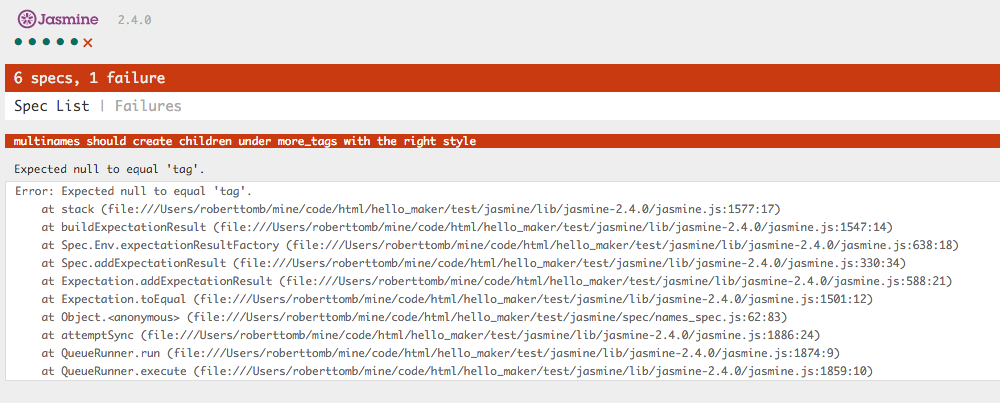 Jasmine 2.4.0
6 specs, 1 failure
Spec List | Failures
multinames should create children under more_tags with the right style
Expected null to equal 'tag'.
Error: Expected null to equal 'tag'.
at stack (file:///Users/roberttomb/mine/code/html/hello_maker/test/jasmine/lib/jasmine-2.4.0/jasmine.js:1577:17)
at buildExpectationResult (file:///Users/roberttomb/mine/code/html/hello_maker/test/jasmine/lib/jasmine-2.4.0/jasmine.js:1547:14)
at Spec.Env.expectationResultFactory (file:///Users/roberttomb/mine/code/html/hello_maker/test/jasmine/lib/jasmine-2.4.0/jasmine.js:638:18)
at Spec.addExpectationResult (file:///Users/roberttomb/mine/code/html/hello_maker/test/jasmine/lib/jasmine-2.4.0/jasmine.js:330:34)
at Expectation.addExpectationResult (file:///Users/roberttomb/mine/code/html/hello_maker/test/jasmine/lib/jasmine-2.4.0/jasmine.js:588:21)
at Expectation.toEqual (file:///Users/roberttomb/mine/code/html/hello_maker/test/jasmine/lib/jasmine-2.4.0/jasmine.js:1501:12)
at Object.<anonymous> (file:///Users/roberttomb/mine/code/html/hello_maker/test/jasmine/spec/names_spec.js:62:83)
at attemptSync (file:///Users/roberttomb/mine/code/html/hello_maker/test/jasmine/lib/jasmine-2.4.0/jasmine.js:1886:24)
at QueueRunner.run (file:///Users/roberttomb/mine/code/html/hello_maker/test/jasmine/lib/jasmine-2.4.0/jasmine.js:1874:9)
at QueueRunner.execute (file:///Users/roberttomb/mine/code/html/hello_maker/test/jasmine/lib/jasmine-2.4.0/jasmine.js:1859:10)